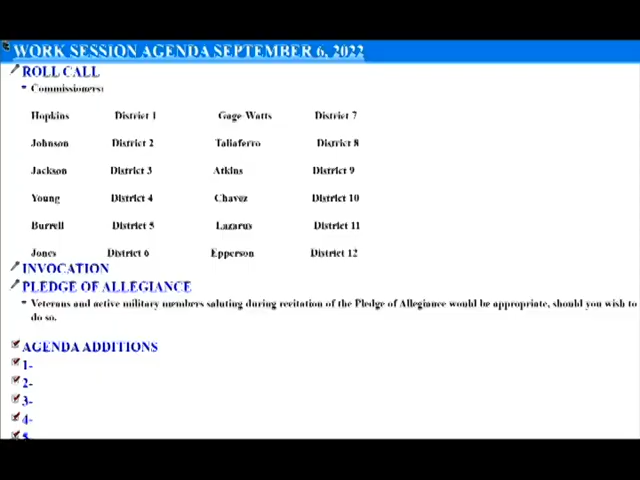 WORK SESSION AGENDA SEPTEMBER 6, 2022
ROLL CALL
Commissioners:
Hopkins District 1 Gage Watts District 7
Johnson District 2 Taliaferro District 8
Jackson District 3 Atkins District 9
Young District 4 Chavez District 10
Burrell District 5 Lazarus District 11
Jones District 6 Epperson District 12
INVOCATION
PLEDGE OF ALLEGIANCE
Veterans and active military members saluting during recitation of the Pledge of Allegiance would be appropriate, should you wish to
do so.
AGENDA ADDITIONS
1-
2-
3-
4-
5-